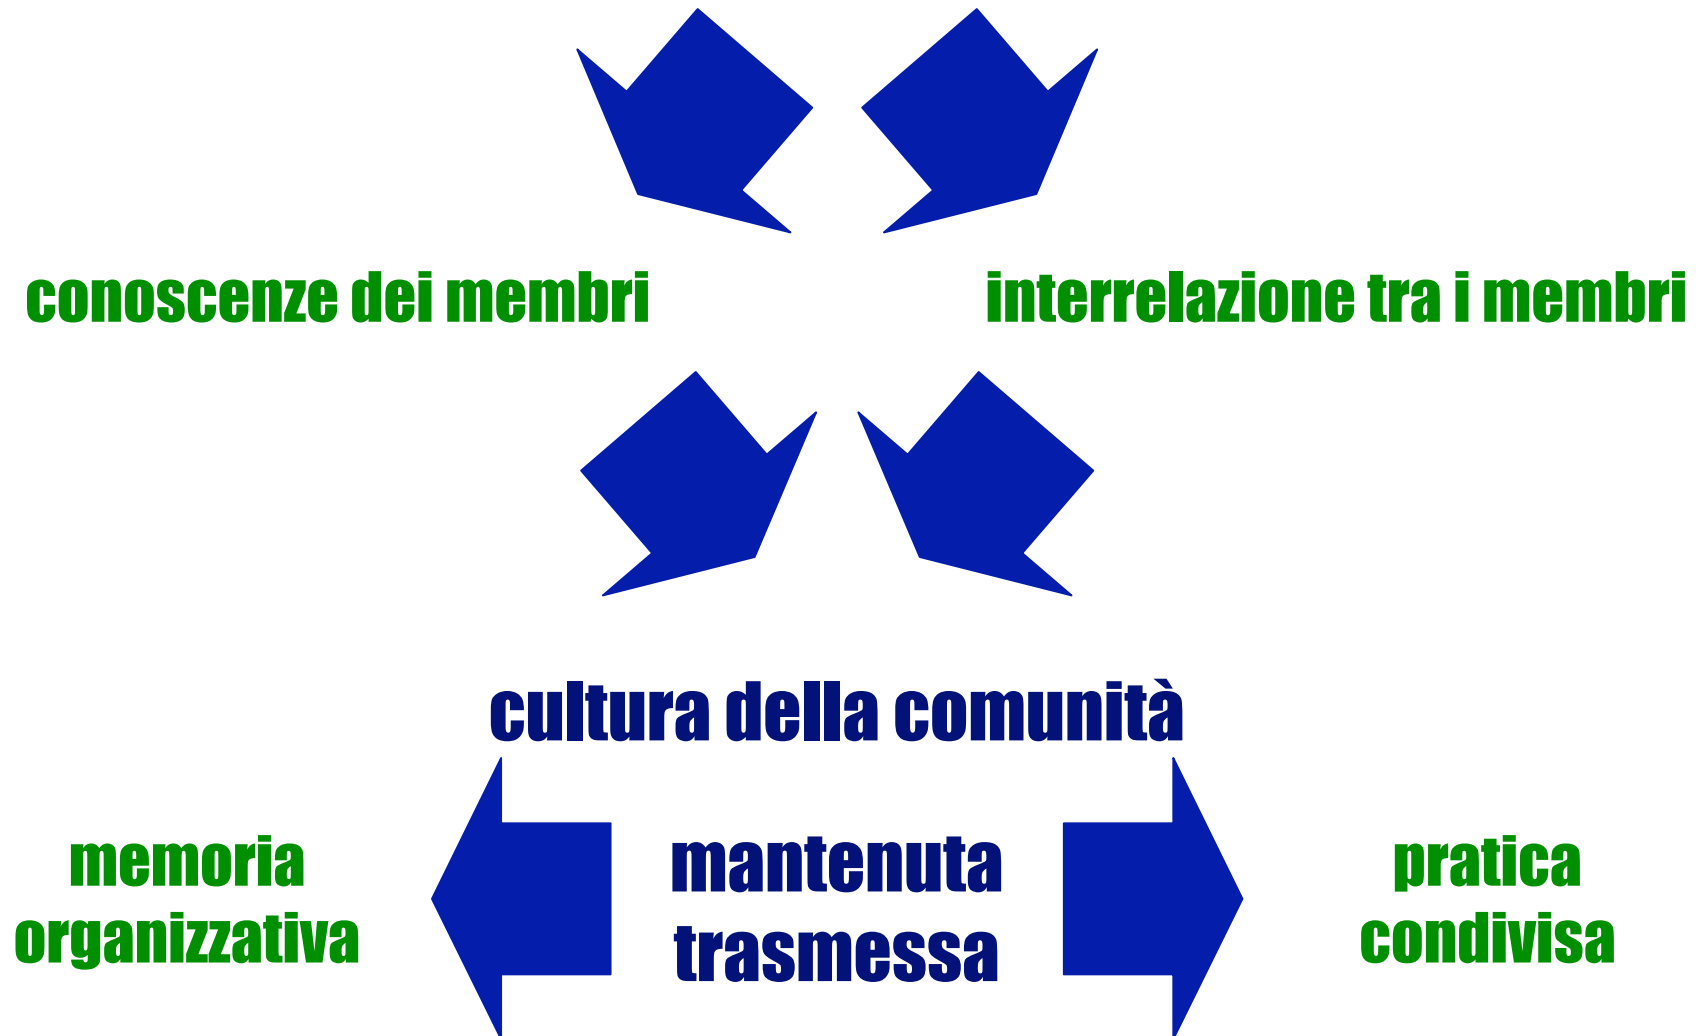 conoscenze dei membri
interrelazione tra i membri
cultura della comunità
memoria
organizzativa
mantenuta
trasmessa
pratica
condivisa